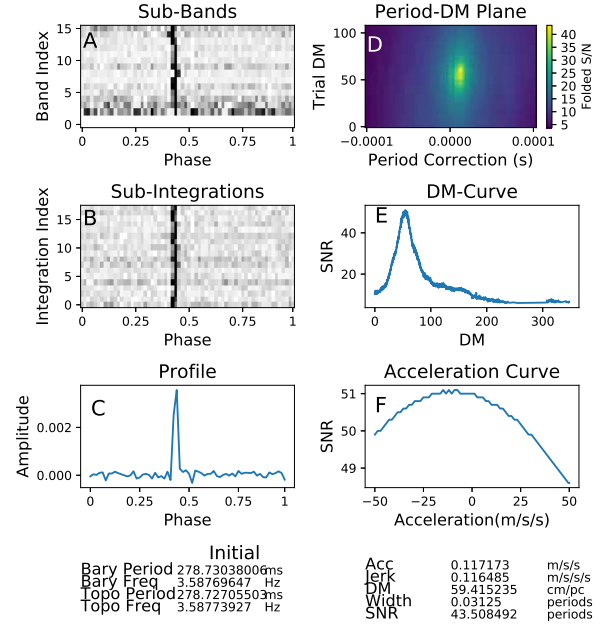 Sub-Bands
A
15
10
5
0
Band Index
0
0.25
0.5
0.75
1
Phase
Period-DM Plane
D
100
50
0
Trial DM
−0.0001
0.0000
0.0001
Period Correction (s)
40
35
30
25
20
15
10
5
Folded S/N
Sub-Integrations
B
15
10
5
0
Integration Index
0
0.25
0.5
0.75
1
Phase
DM-Curve
E
40
20
SNR
0
100
200
300
DM
Profile
C
0.002
0.000
Amplitude
0
0.25
0.5
0.75
1
Phase
Acceleration Curve
F
51
50
49
SNR
−50
−25
0
25
50
Acceleration(m/s/s)
Initial
Bary Period 278.73038006 ms
Bary Freq 3.58769647 Hz
Topo Period 278.72705503 ms
Topo Freq 3.58773927 Hz
Acc 0.117173 m/s/s
Jerk 0.116485 m/s/s/s
DM 59.415235 cm/pc
Width 0.03125 periods
SNR 43.508492 periods